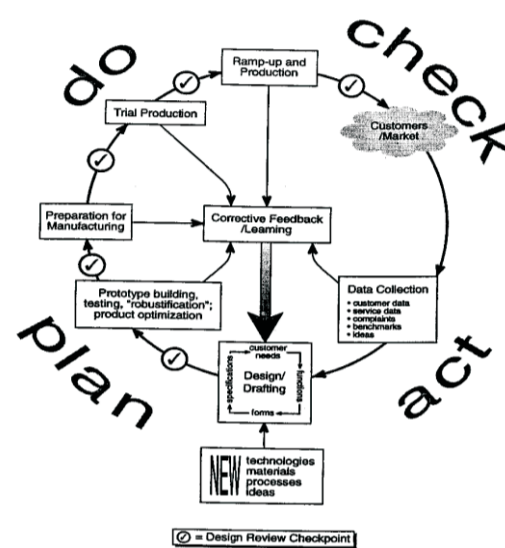 do
check
Ramp-up and
Production
Trial Production
Customers
/Market
Preparation for
Manufacturing
Corrective Feedback
/Learning
Prototype building,
testing, "robustification";
product optimization
Data Collection
• customer data
• service data
• complaints
• benchmarks
• ideas
plan
act
customer
needs
specifications
Design/
Drafting
functions
forms
NEW technologies
materials
processes
ideas
= Design Review Checkpoint